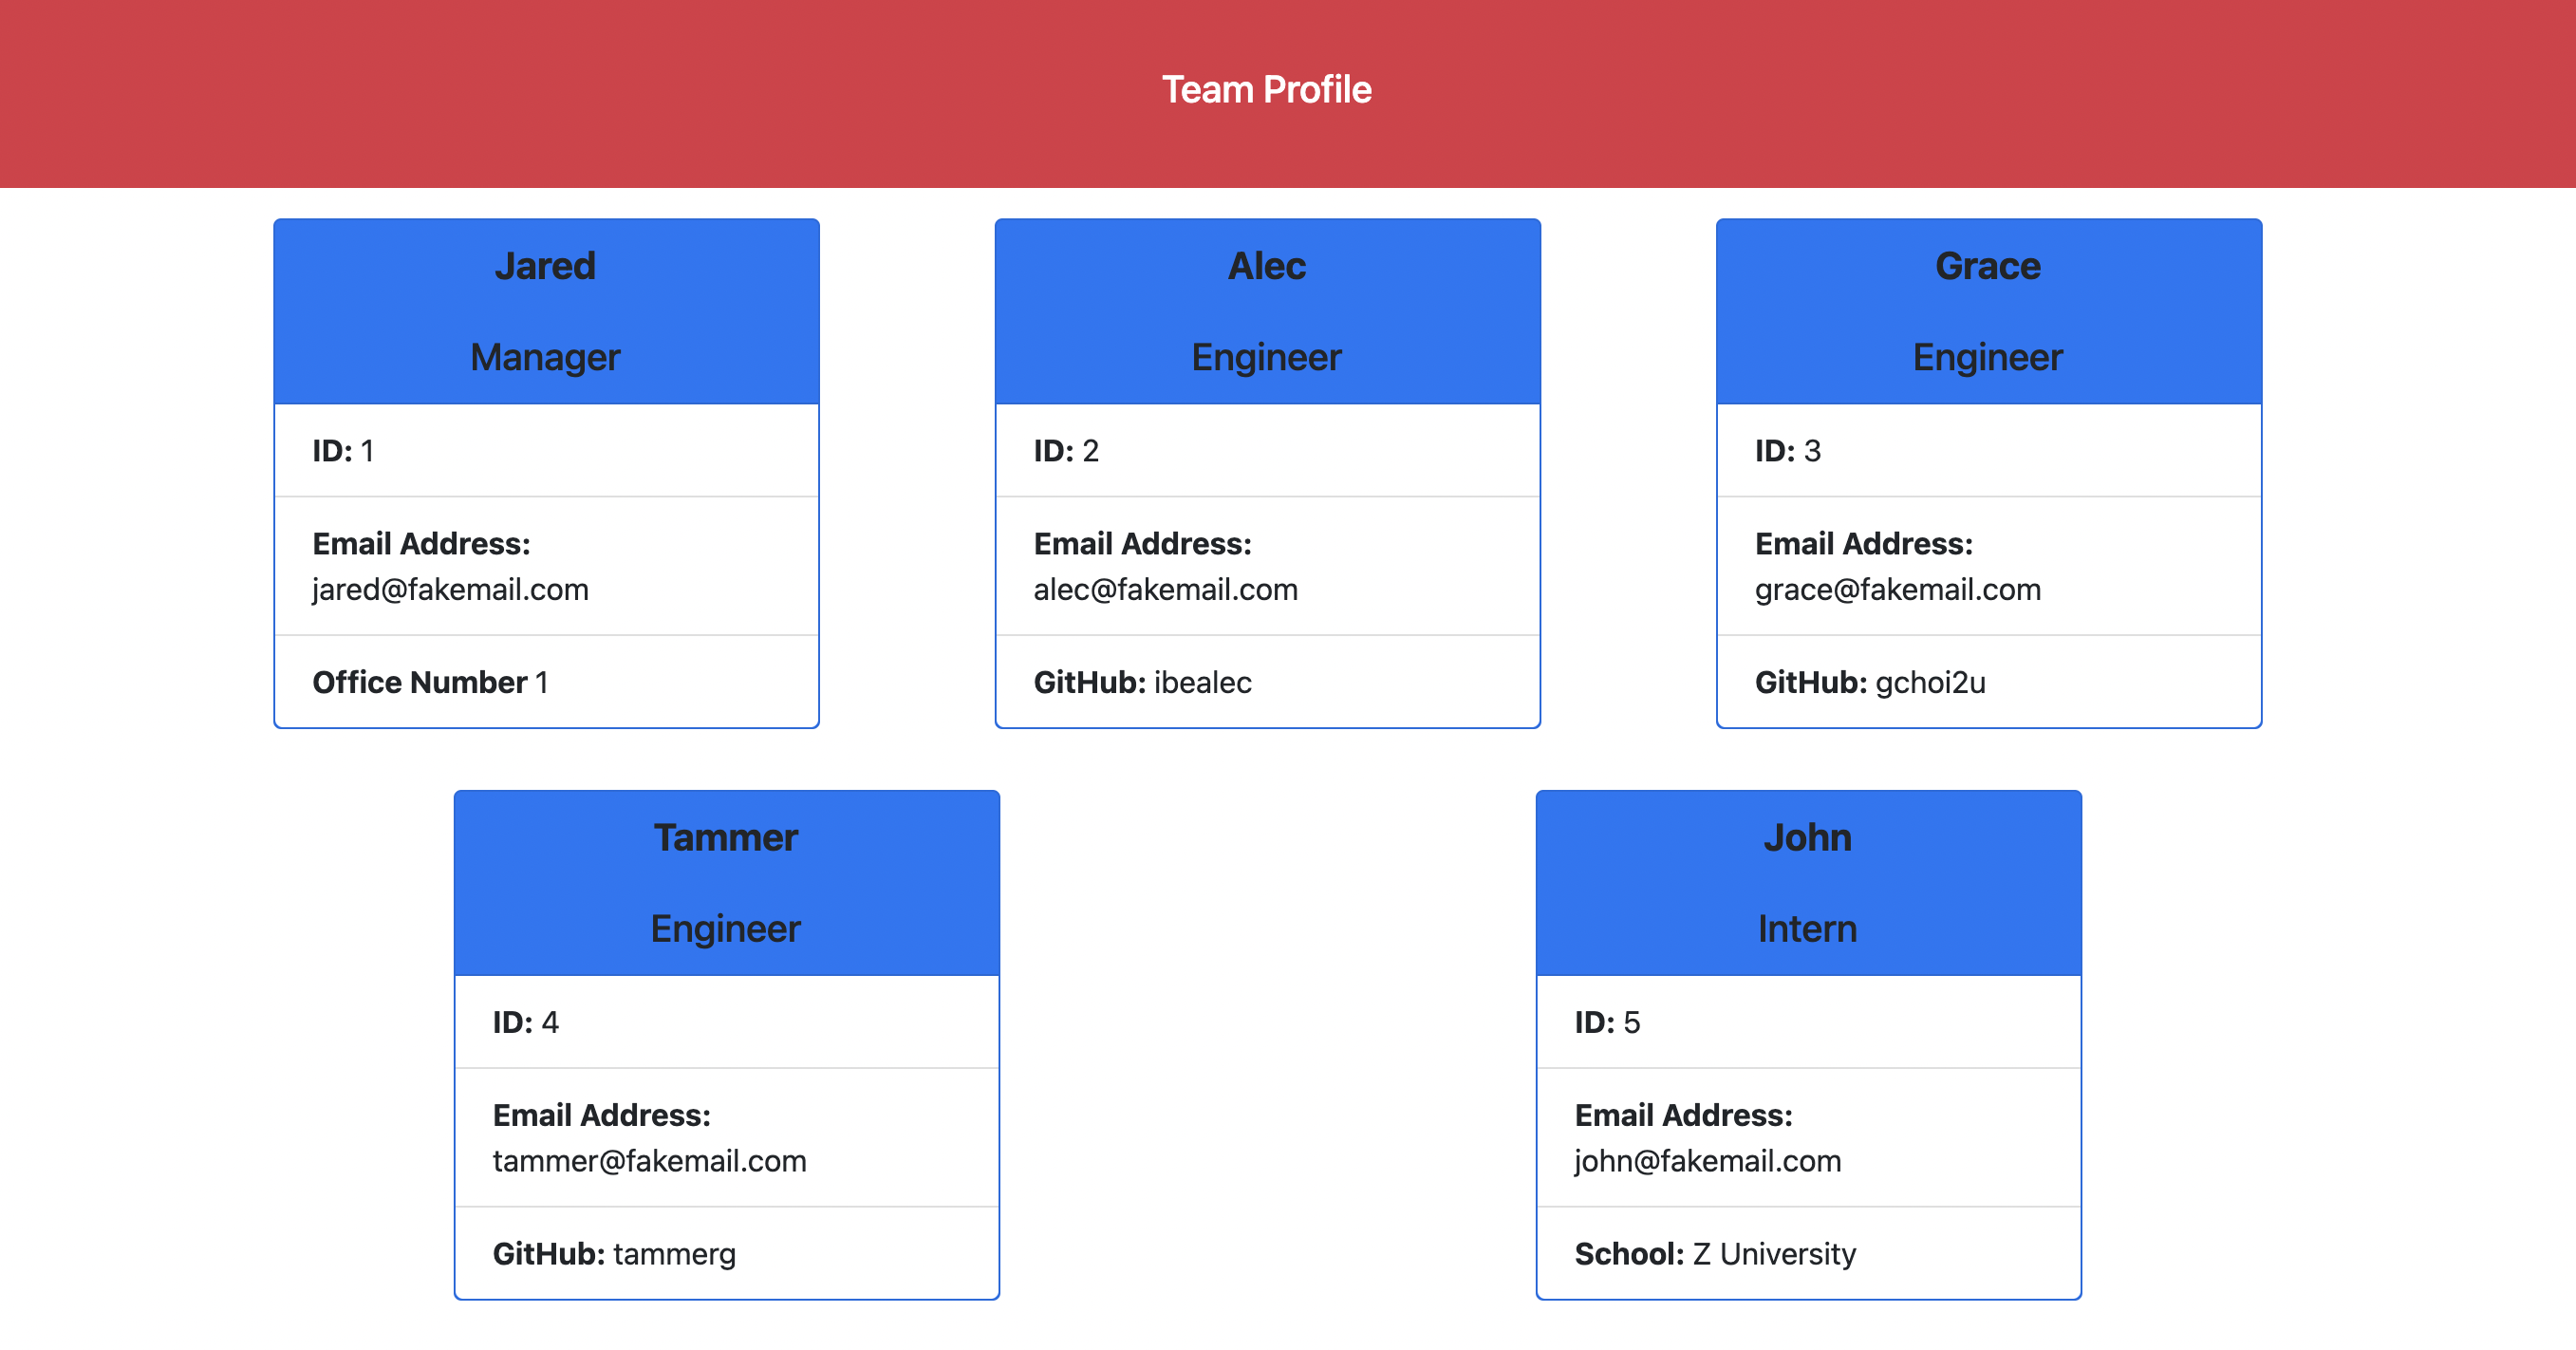 Team Profile
Jared
Manager
ID: 1
Email Address:
jared@fakemail.com
Office Number 1
Alec
Engineer
ID: 2
Email Address:
alec@fakemail.com
GitHub: ibealec
Grace
Engineer
ID: 3
Email Address:
grace@fakemail.com
GitHub: gchoi2u
Tammer
Engineer
ID: 4
Email Address:
tammer@fakemail.com
GitHub: tammerg
John
Intern
ID: 5
Email Address:
john@fakemail.com
School: Z University